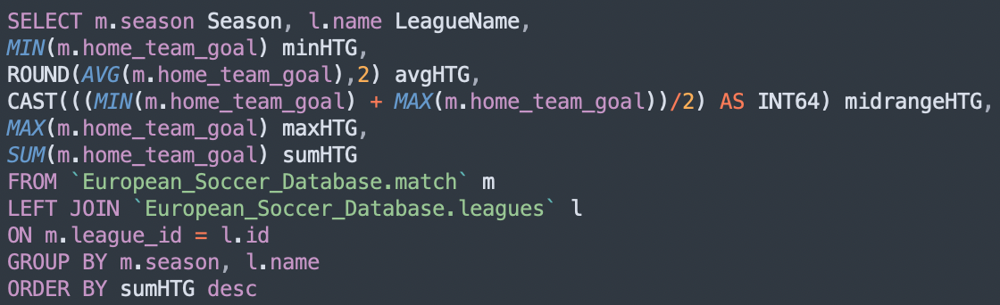 SELECT m.season Season, l.name LeagueName,
MIN(m.home_team_goal) minHTG,
ROUND(AVG(m.home_team_goal),2) avgHTG,
CAST(((MIN(m.home_team_goal) + MAX(m.home_team_goal))/2) AS INT64) midrangeHTG,
MAX(m.home_team_goal) maxHTG,
SUM(m.home_team_goal) sumHTG
FROM `European_Soccer_Database.match` m
LEFT JOIN `European_Soccer_Database.leagues` l
ON m.league_id = l.id
GROUP BY m.season, l.name
ORDER BY sumHTG desc